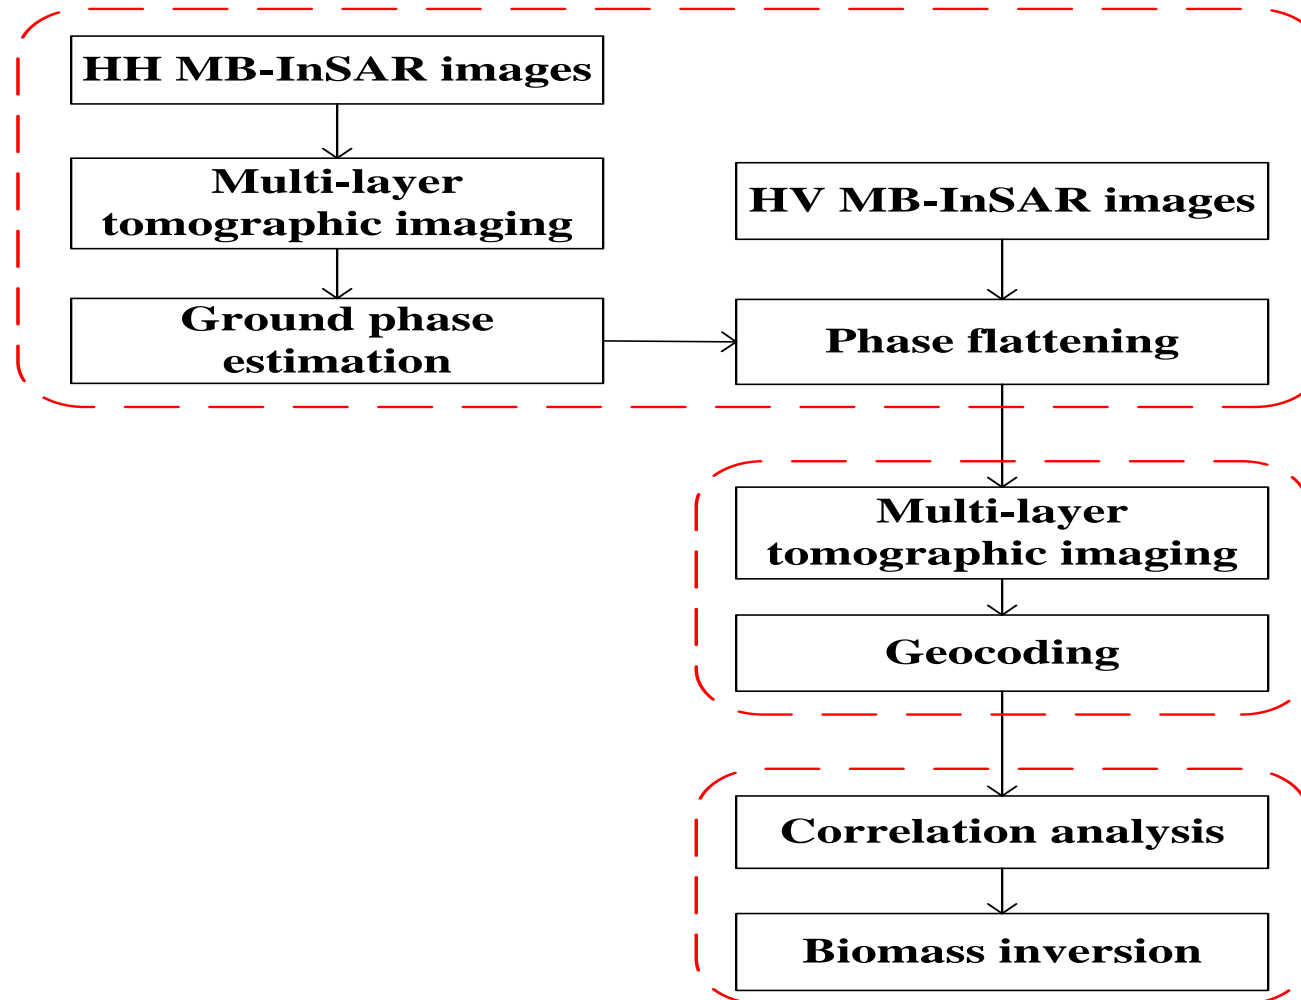 HH MB-InSAR images
Multi-layer
tomographic imaging
HV MB-InSAR images
Ground phase
estimation
Phase flattening
Multi-layer
tomographic imaging
Geocoding
Correlation analysis
Biomass inversion